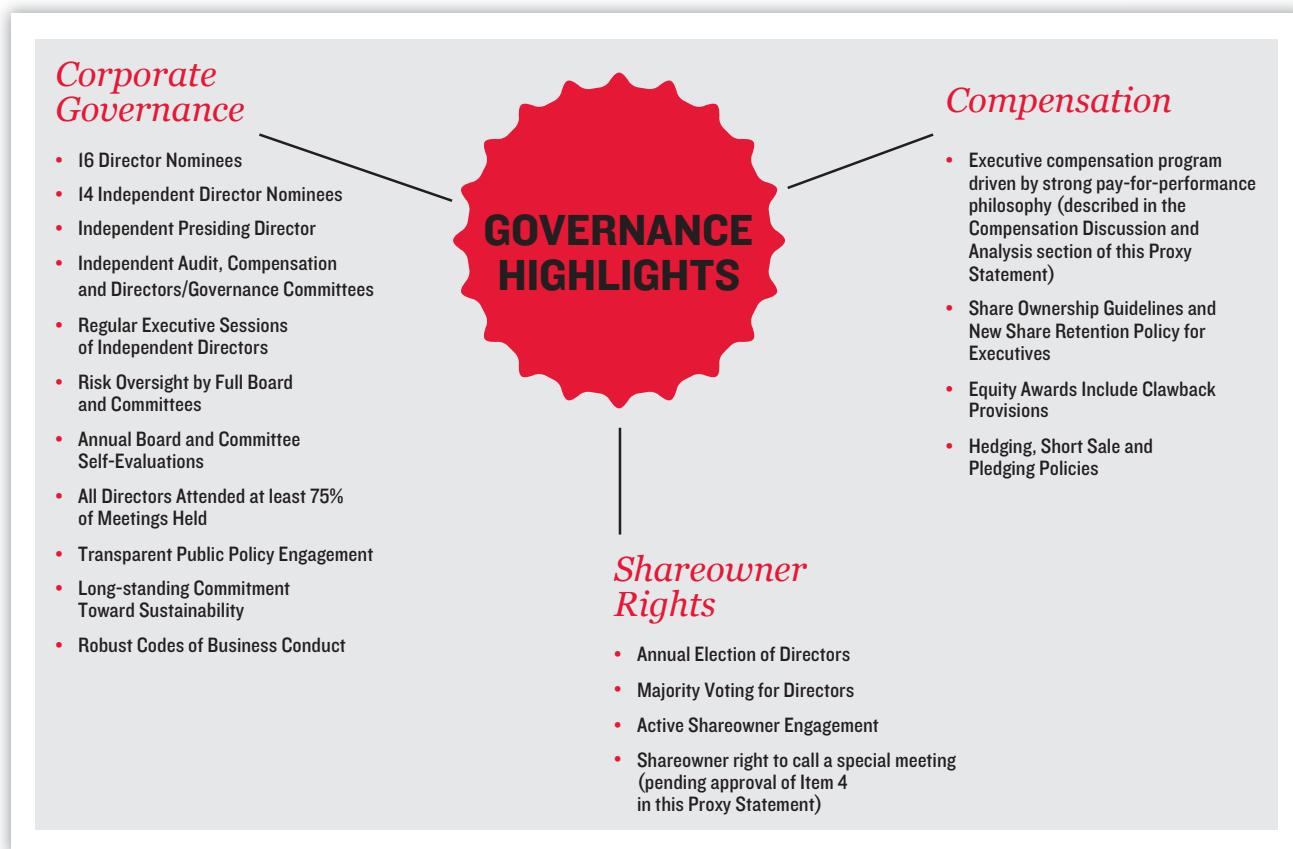 Corporate
Governance
• 16 Director Nominees
• 14 Independent Director Nominees
• Independent Presiding Director
• Independent Audit, Compensation
and Directors/Governance Committees
• Regular Executive Sessions
of Independent Directors
• Risk Oversight by Full Board
and Committees
• Annual Board and Committee
Self-Evaluations
• All Directors Attended at least 75%
of Meetings Held
• Transparent Public Policy Engagement
• Long-standing Commitment
Toward Sustainability
• Robust Codes of Business Conduct
GOVERNANCE
HIGHLIGHTS
Compensation
• Executive compensation program
driven by strong pay-for-performance
philosophy (described in the
Compensation Discussion and
Analysis section of this Proxy
Statement)
• Share Ownership Guidelines and
New Share Retention Policy for
Executives
• Equity Awards Include Clawback
Provisions
• Hedging, Short Sale and
Pledging Policies
Shareowner
Rights
• Annual Election of Directors
• Majority Voting for Directors
• Active Shareowner Engagement
• Shareowner right to call a special meeting
(pending approval of Item 4
in this Proxy Statement)